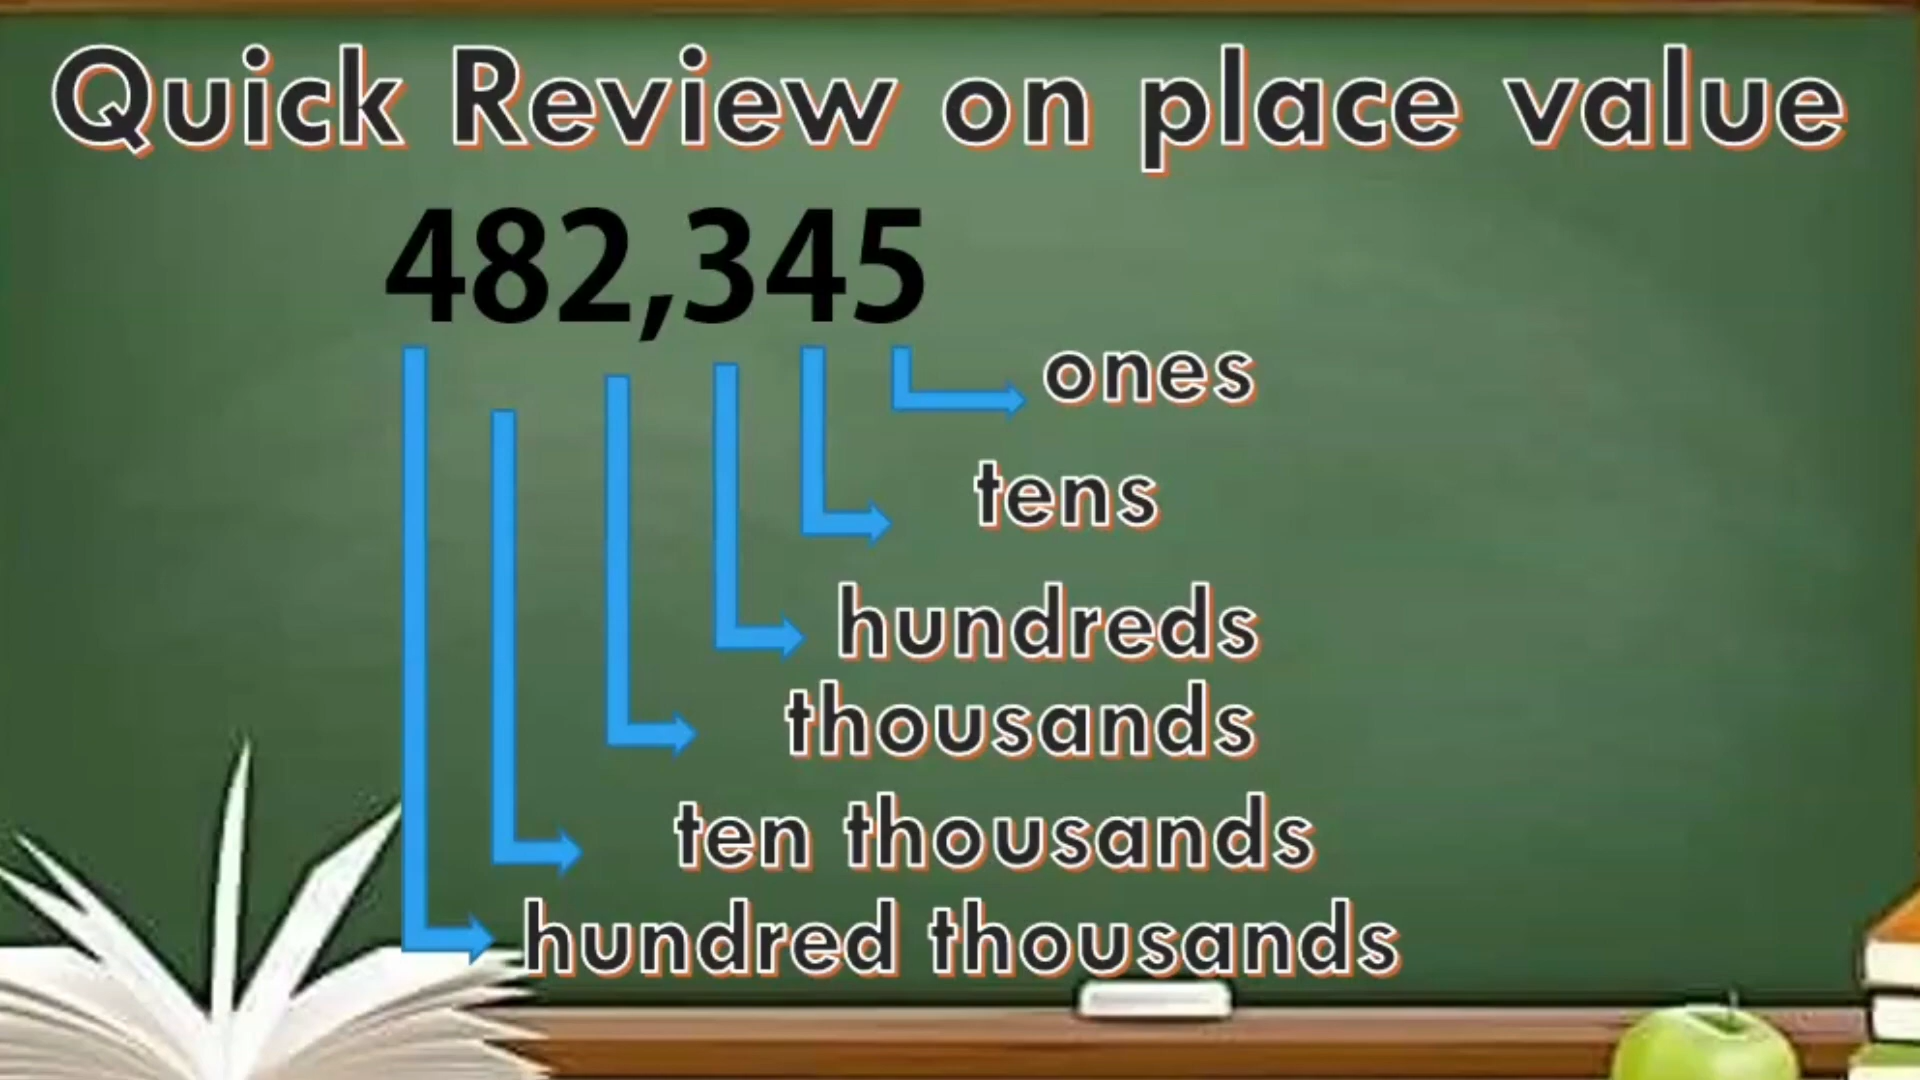 Quick Review on place value
482,345
ones
tens
hundreds
thousands
ten thousands
hundred thousands